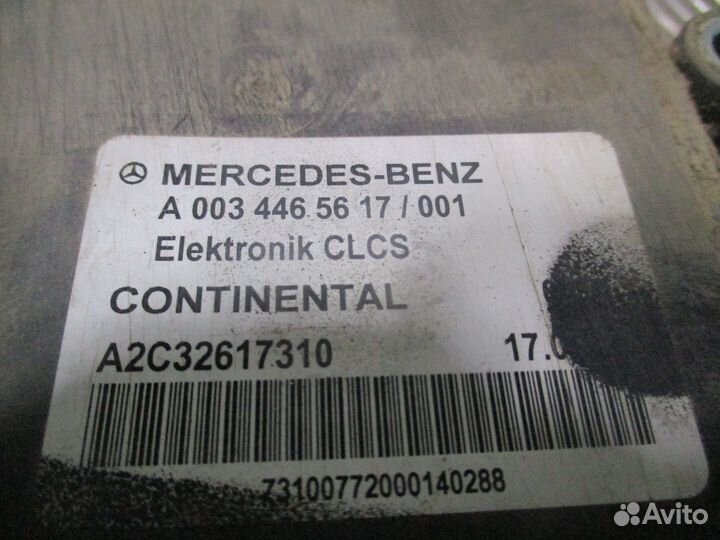 MERCEDES-BENZ
A 003 446 56 17 / 001
Elektronik CLCS
CONTINENTAL
A2C32617310
73100772000140288
Avito